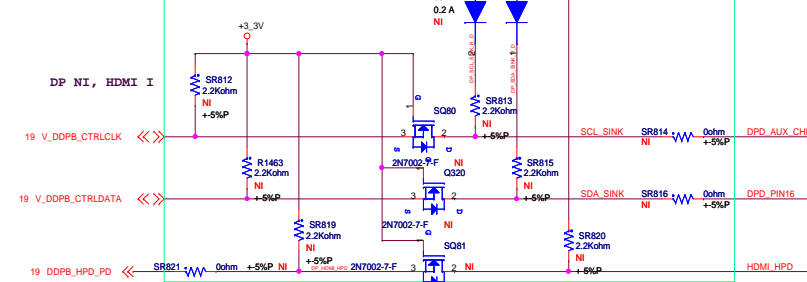 0.2 A
NI
+3_3V
DP NI, HDMI I
SR812
2.2Kohm
NI
+-5%P
G
1
SQ80
SR813
2.2Kohm
NI
+-5%P
19 V_DDPB_CTRLCLK
3
2
SCL_SINK
SR814
NI
0ohm
+-5%P
DPD_AUX_CH
S
D
2N7002-7-F
NI
R1463
2.2Kohm
NI
+-5%P
1
Q320
SR815
2.2Kohm
NI
+-5%P
19 V_DDPB_CTRLDATA
3
2
SDA_SINK
SR816
NI
0ohm
+-5%P
DPD_PIN16
S
D
2N7002-7-F
NI
G
SR819
2.2Kohm
NI
+-5%P
1
SQ81
SR820
2.2Kohm
NI
+-5%P
19 DDPB_HPD_PD
SR821
0ohm
+-5%P
NI
DP_HDMI_HPD
2N7002-7-F
3
2
NI
HDMI_HPD